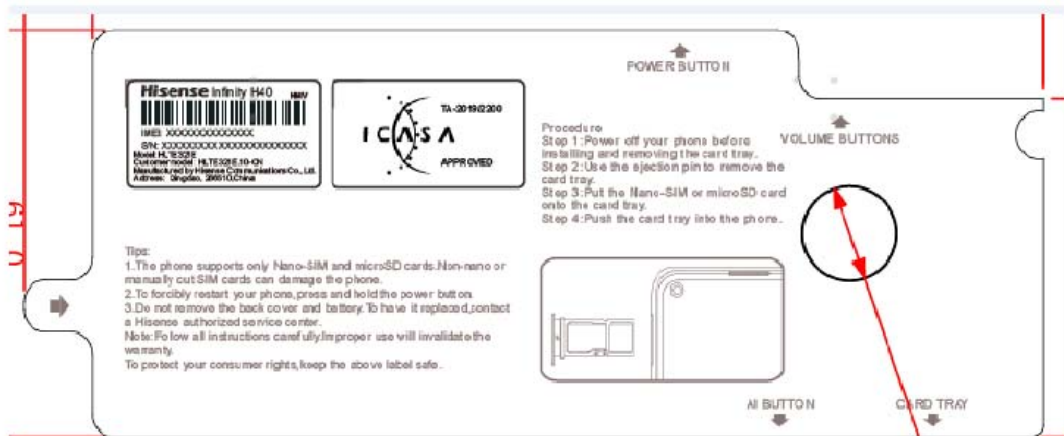 POWER BUTTON
Hisense Infinity H40
IMEI: XXXXXXXXXXXXXXX
S/N: XXXXXXXXXXXXXXXXXXXXXXXX
Model: HLTE321E
Customer model: HLTE321E.10-KN
Manufactured by Hisense Communications Co., Ltd.
Address: Qingdao, 266510,China
TA-2019/2200
ICASA
APPROVED
VOLUME BUTTONS
Procedure:
Step 1:Power off your phone before
installing and removing the card tray.
Step 2:Use the ejection pin to remove the
card tray.
Step 3:Put the Nano-SIM or microSD card
onto the card tray.
Step 4:Push the card tray into the phone.
Tips:
1.The phone supports only Nano-SIM and microSD cards.Non-nano or
manually cut SIM cards can damage the phone.
2.To forcibly restart your phone,press and hold the power button.
3.Do not remove the back cover and battery.To have it replaced,contact
a Hisense authorized service center.
Note:Follow all instructions carefully.Improper use will invalidate the
warranty.
To protect your consumer rights,keep the above label safe.
AI BUTTON
CARD TRAY